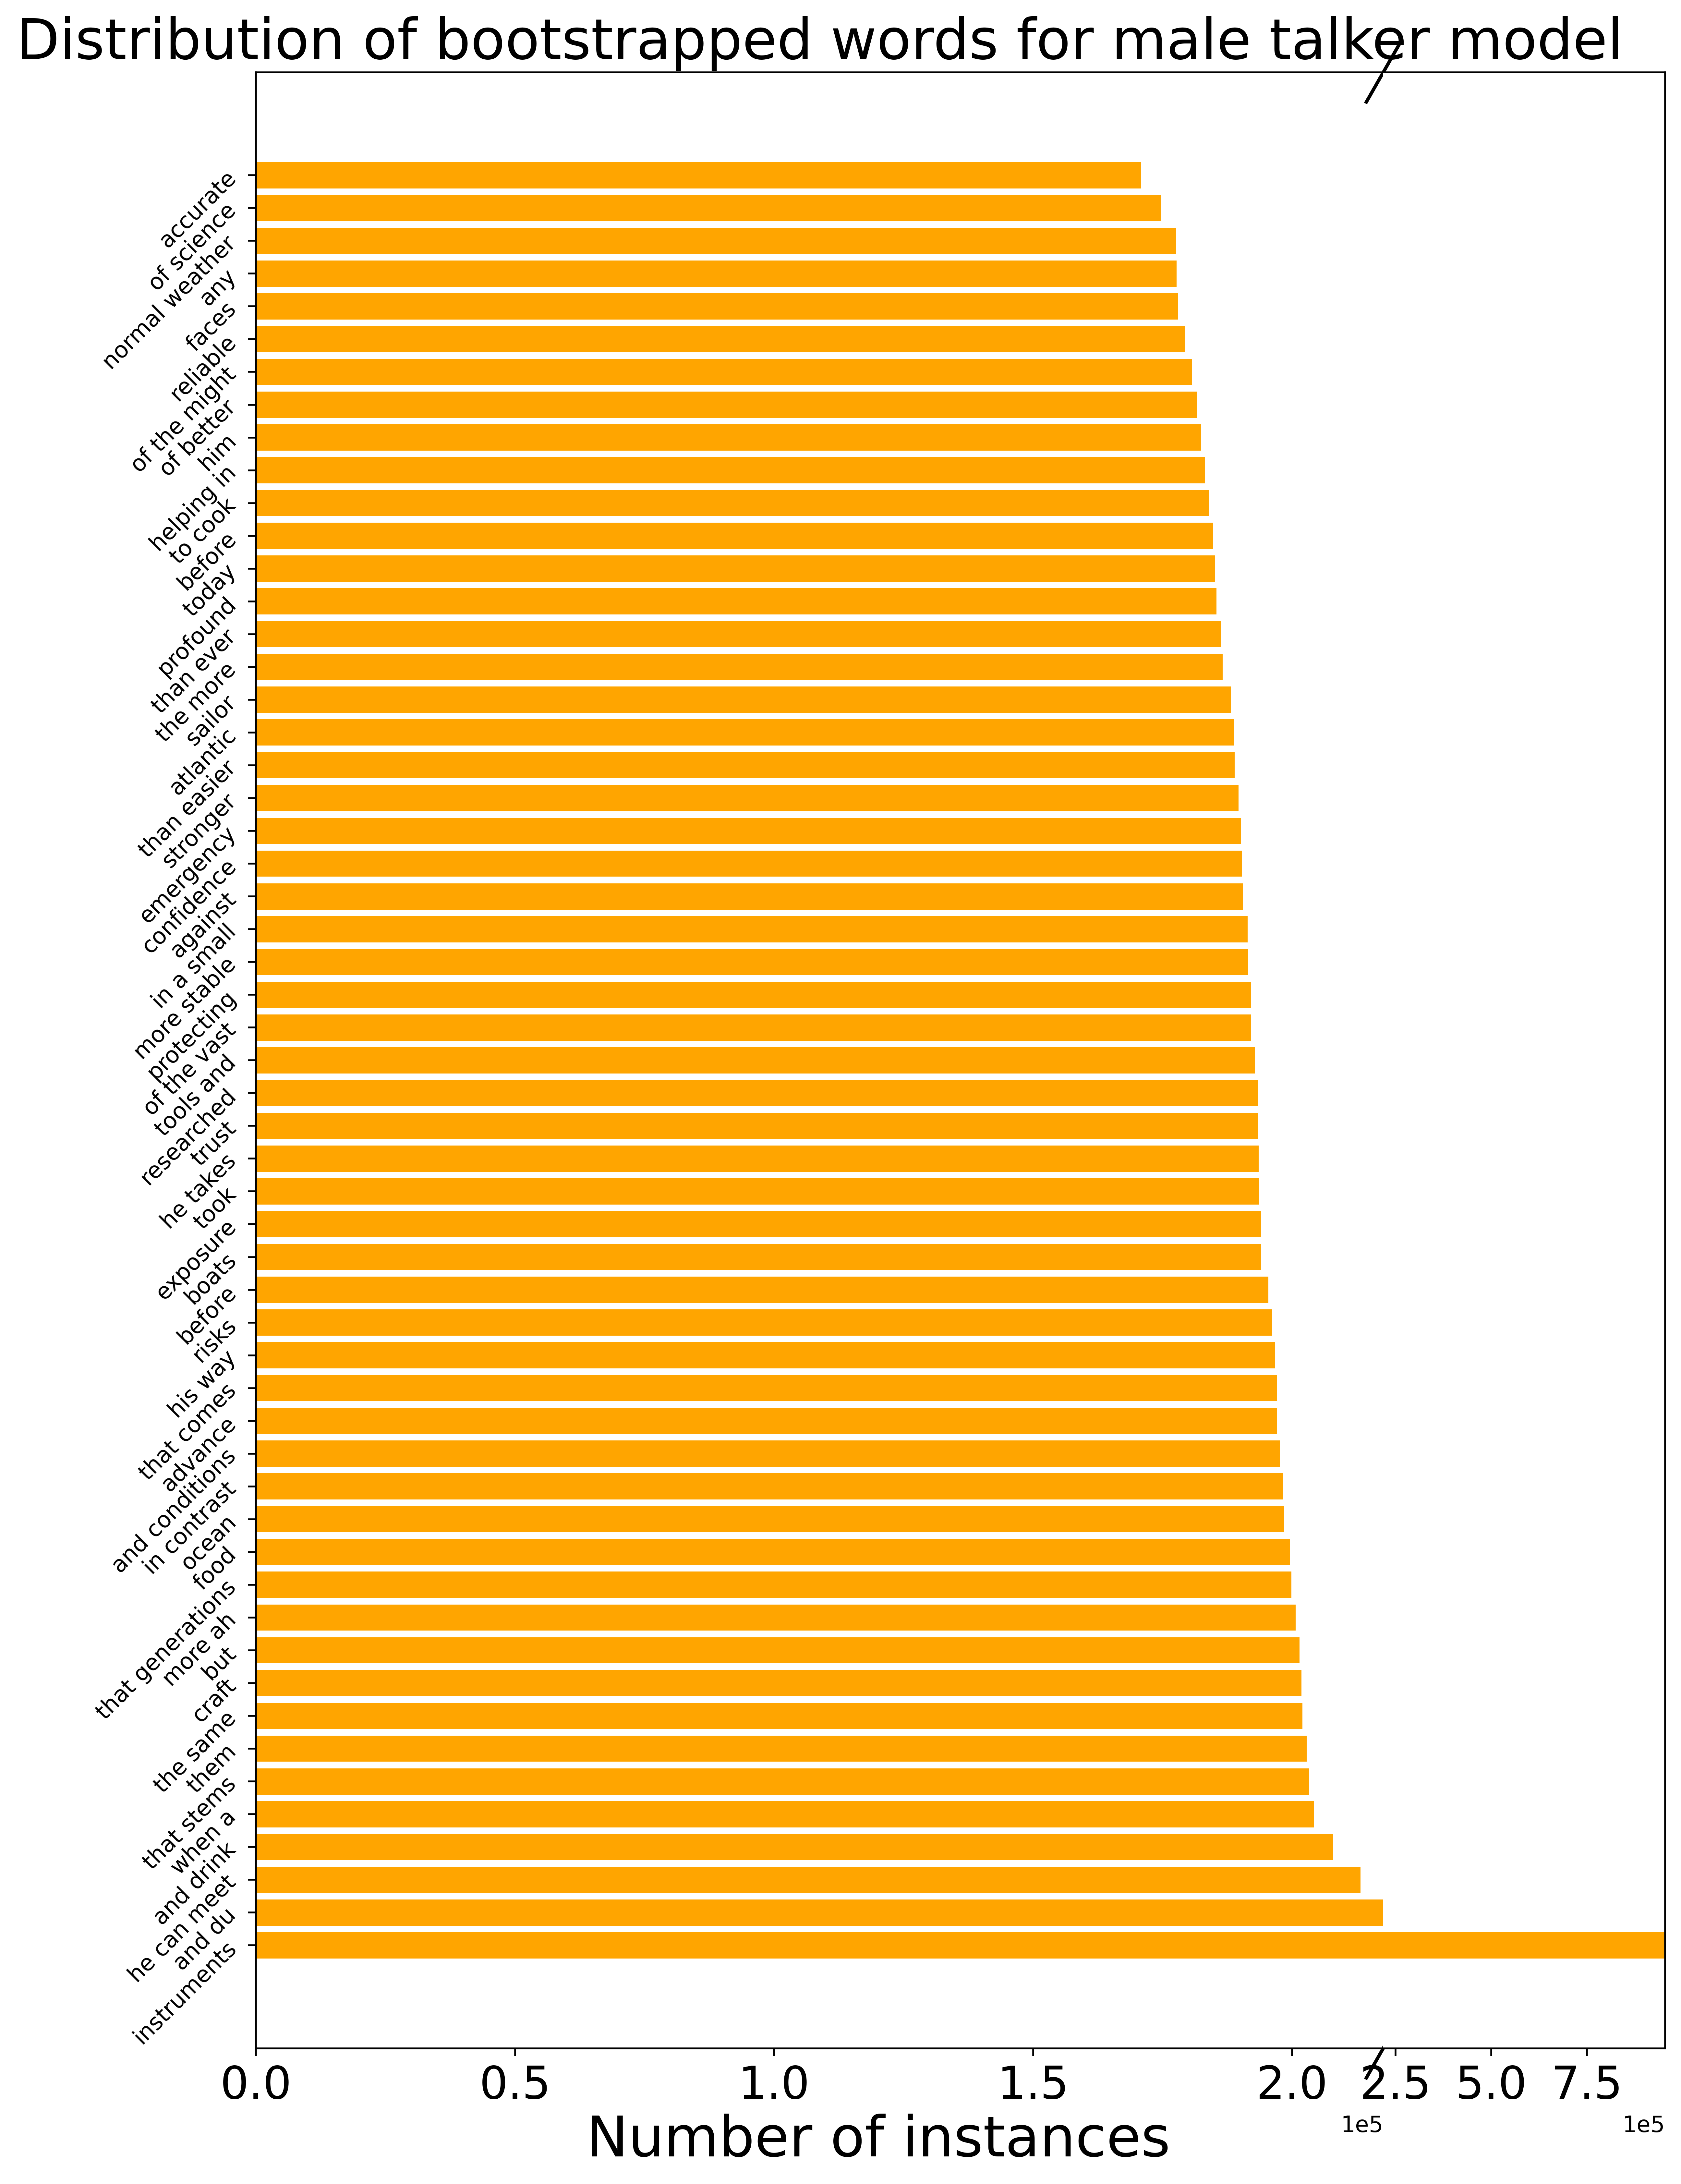 Distribution of bootstrapped words for male talker model
accurate
of science
normal weather
any
faces
reliable
of the might
of better
him
helping in
to cook
before
today
profound
than ever
the more
sailor
atlantic
than easier
stronger
emergency
confidence
against
in a small
more stable
protecting
of the vast
tools and
researched
trust
he takes
took
exposure
boats
before
risks
his way
that comes
advance
and conditions
in contrast
ocean
food
that generations
more ah
but
craft
the same
them
that stems
when a
and drink
he can meet
and du
instruments
0.0 0.5 1.0 1.5 2.0 2.5 5.0 7.5
1e5 1e5
Number of instances